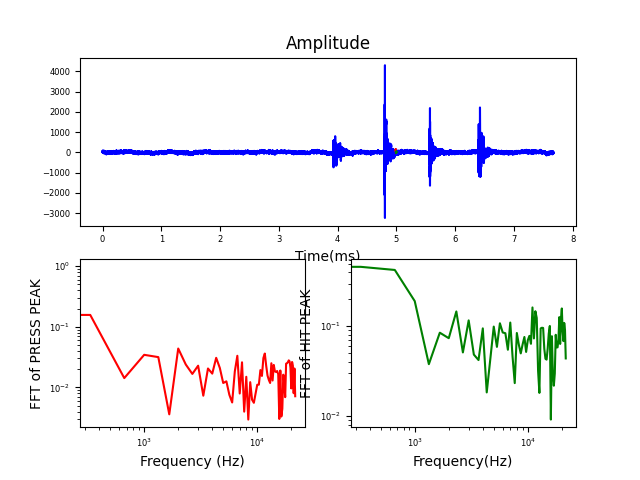 Amplitude
4000
3000
2000
1000
0
−1000
−2000
−3000
0 1 2 3 4 5 6 7 8
Time(ms)
FFT of PRESS PEAK
10⁰
10⁻¹
10⁻²
10³ 10⁴
Frequency (Hz)
FFT of HIT PEAK
10⁻¹
10⁻²
10³ 10⁴
Frequency(Hz)